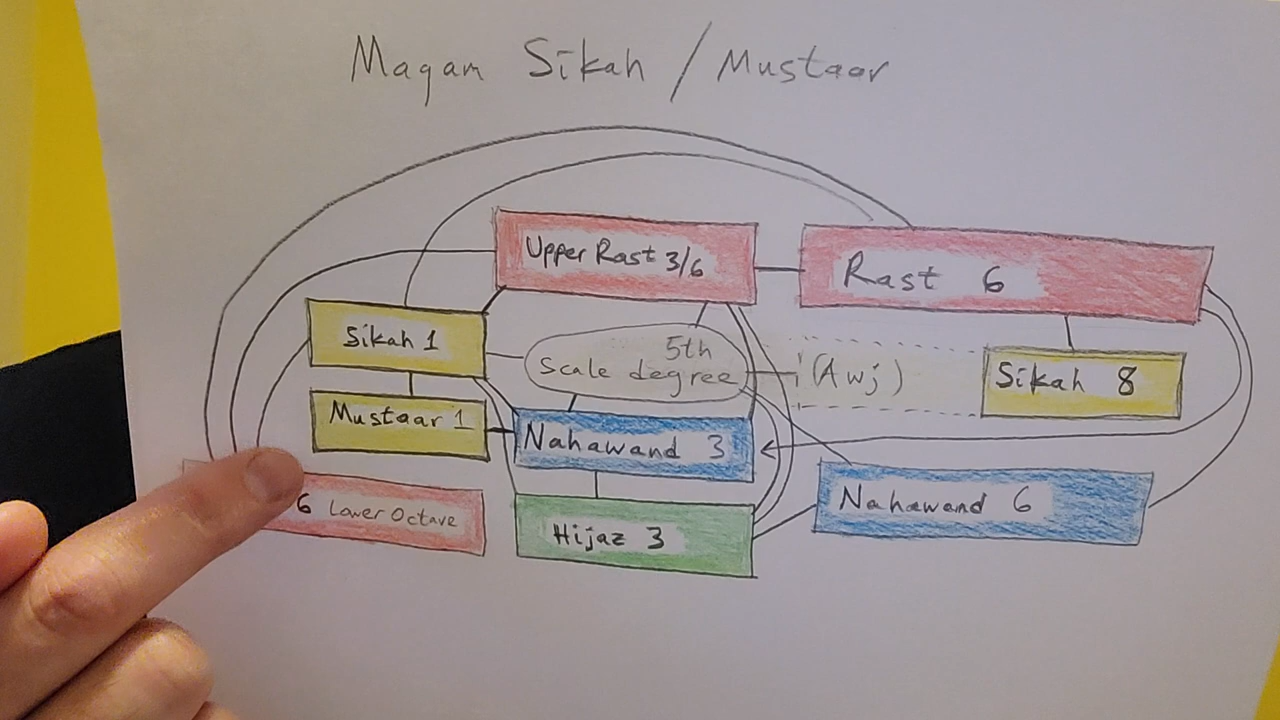 Maqam Sikah / Mustaar
Upper Rast 3/6
Rast 6
Sikah 1
5th
Scale degree
(Awj)
Sikah 8
Mustaar 1
Nahawand 3
Nahawand 6
6 Lower Octave
Hijaz 3